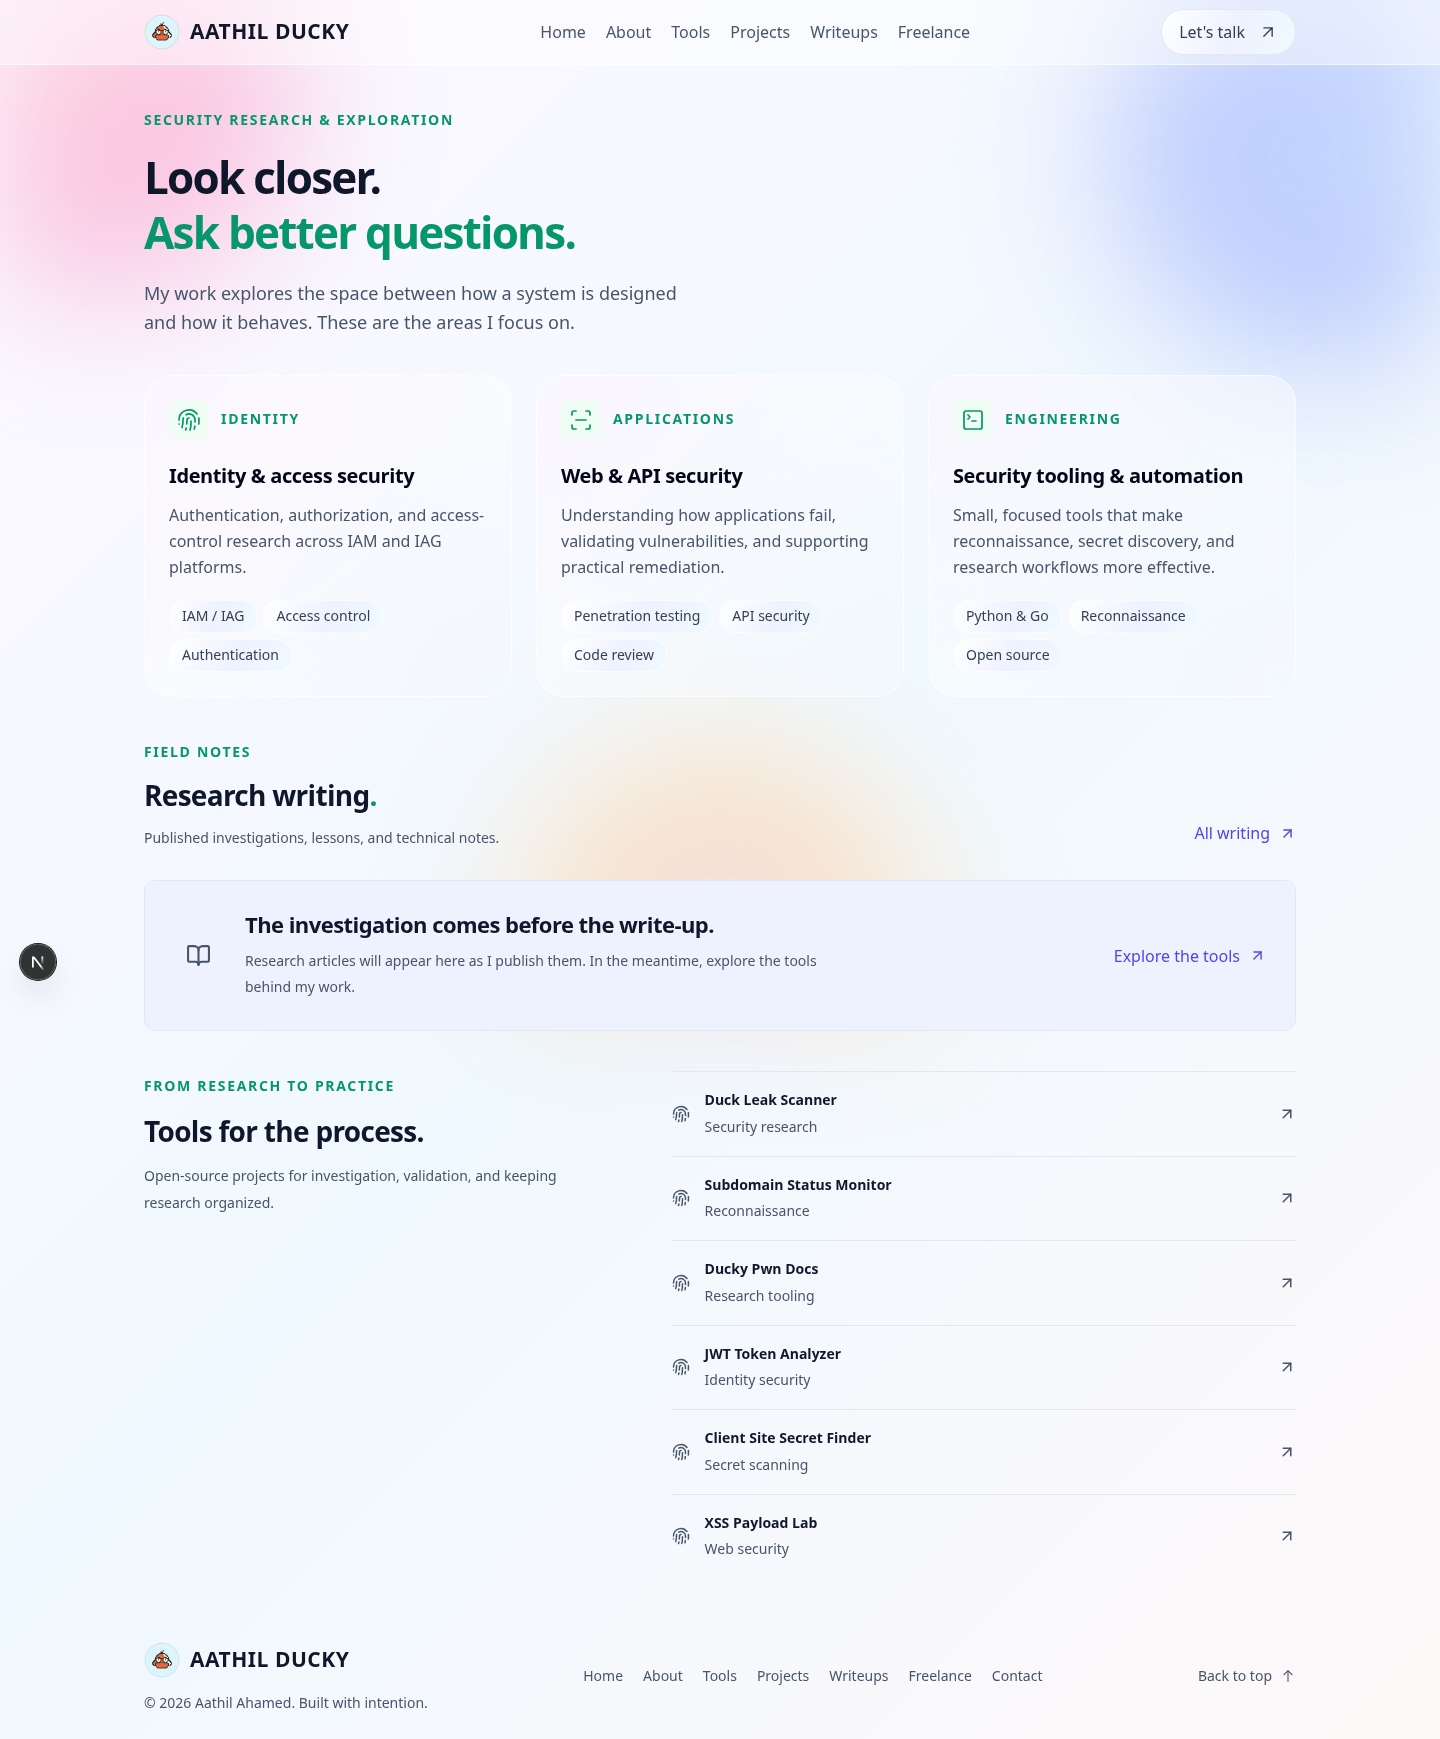 AATHIL DUCKY
Home About Tools Projects Writeups Freelance
Let's talk
SECURITY RESEARCH & EXPLORATION
Look closer.
Ask better questions.
My work explores the space between how a system is designed
and how it behaves. These are the areas I focus on.
IDENTITY
Identity & access security
Authentication, authorization, and access-
control research across IAM and IAG
platforms.
IAM / IAG Access control
Authentication
APPLICATIONS
Web & API security
Understanding how applications fail,
validating vulnerabilities, and supporting
practical remediation.
Penetration testing API security
Code review
ENGINEERING
Security tooling & automation
Small, focused tools that make
reconnaissance, secret discovery, and
research workflows more effective.
Python & Go Reconnaissance
Open source
FIELD NOTES
Research writing.
Published investigations, lessons, and technical notes.
All writing
The investigation comes before the write-up.
Research articles will appear here as I publish them. In the meantime, explore the tools
behind my work.
Explore the tools
N
FROM RESEARCH TO PRACTICE
Tools for the process.
Open-source projects for investigation, validation, and keeping
research organized.
Duck Leak Scanner
Security research
Subdomain Status Monitor
Reconnaissance
Ducky Pwn Docs
Research tooling
JWT Token Analyzer
Identity security
Client Site Secret Finder
Secret scanning
XSS Payload Lab
Web security
AATHIL DUCKY
© 2026 Aathil Ahamed. Built with intention.
Home About Tools Projects Writeups Freelance Contact
Back to top